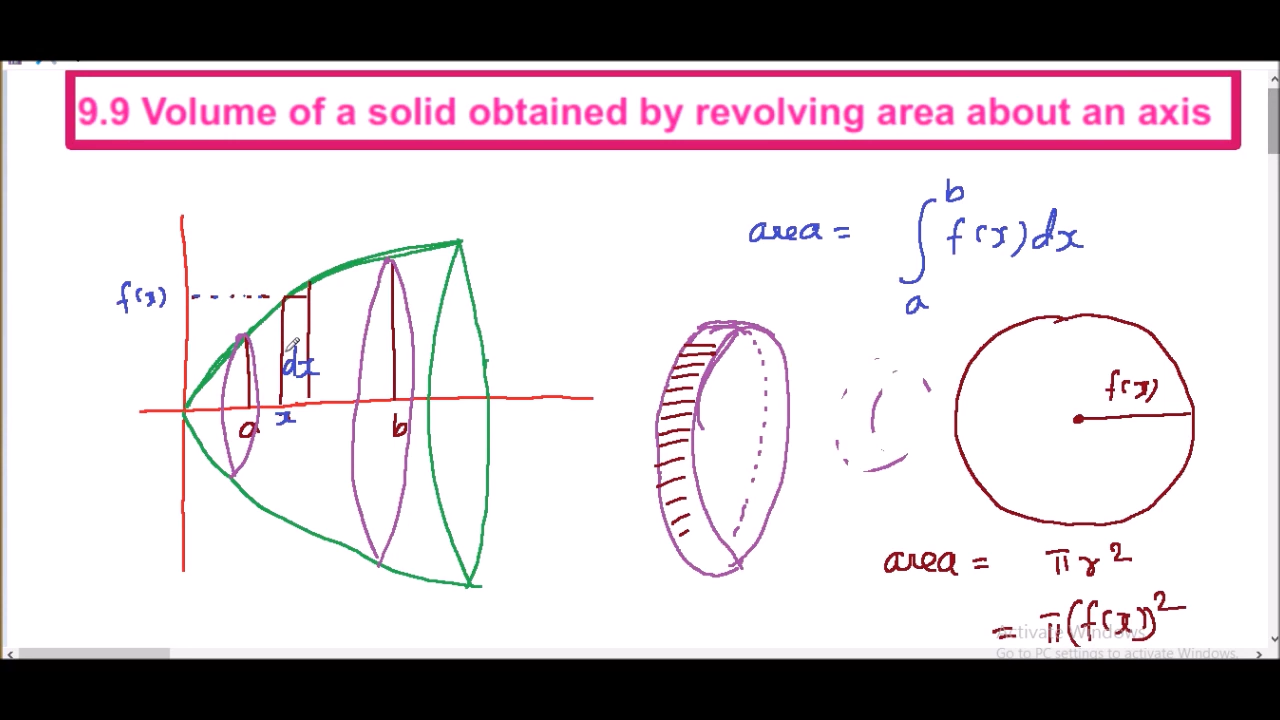 9.9 Volume of a solid obtained by revolving area about an axis
area = ∫ₐᵇ f(x) dx
f(x)
dx
a
x
b
f(x)
area = πr²
= π(f(x))²
Activate Windows
Go to PC settings to activate Windows.